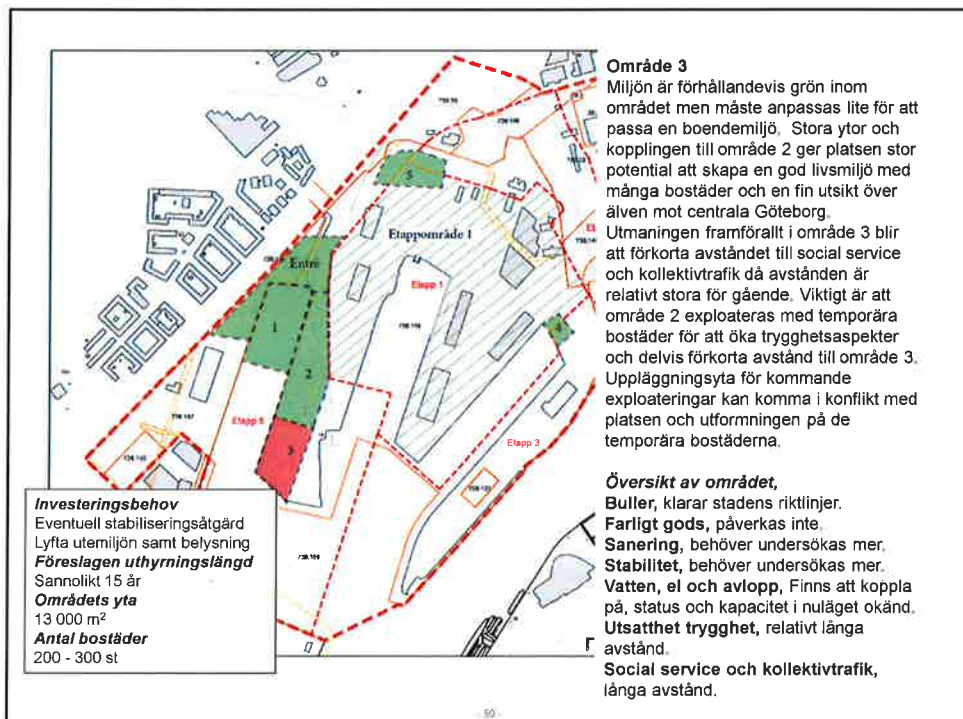 Område 3
Miljön är förhållandevis grön inom
området men måste anpassas lite för att
passa en boendemiljö. Stora ytor och
kopplingen till område 2 ger platsen stor
potential att skapa en god livsmiljö med
många bostäder och en fin utsikt över
älven mot centrala Göteborg.
Utmaningen framförallt i område 3 blir
att förkorta avståndet till social service
och kollektivtrafik då avstånden är
relativt stora för gående. Viktigt är att
område 2 exploateras med temporära
bostäder för att öka trygghetsaspekter
och delvis förkorta avstånd till område 3.
Uppläggningsyta för kommande
exploateringar kan komma i konflikt med
platsen och utformningen på de
temporära bostäderna.
Översikt av området,
Buller, klarar stadens riktlinjer.
Farligt gods, påverkas inte.
Sanering, behöver undersökas mer.
Stabilitet, behöver undersökas mer.
Vatten, el och avlopp, Finns att koppla
på, status och kapacitet i nuläget okänd.
Utsatthet trygghet, relativt långa
avstånd.
Social service och kollektivtrafik,
långa avstånd.
5
Etappområde 1
Entré
Etapp 1
1
4
2
Etapp 5
3
Etapp 3
Investeringsbehov
Eventuell stabiliseringsåtgärd
Lyfta utemiljön samt belysning
Föreslagen uthyrningslängd
Sannolikt 15 år
Områdets yta
13 000 m²
Antal bostäder
200 - 300 st
- 90 -